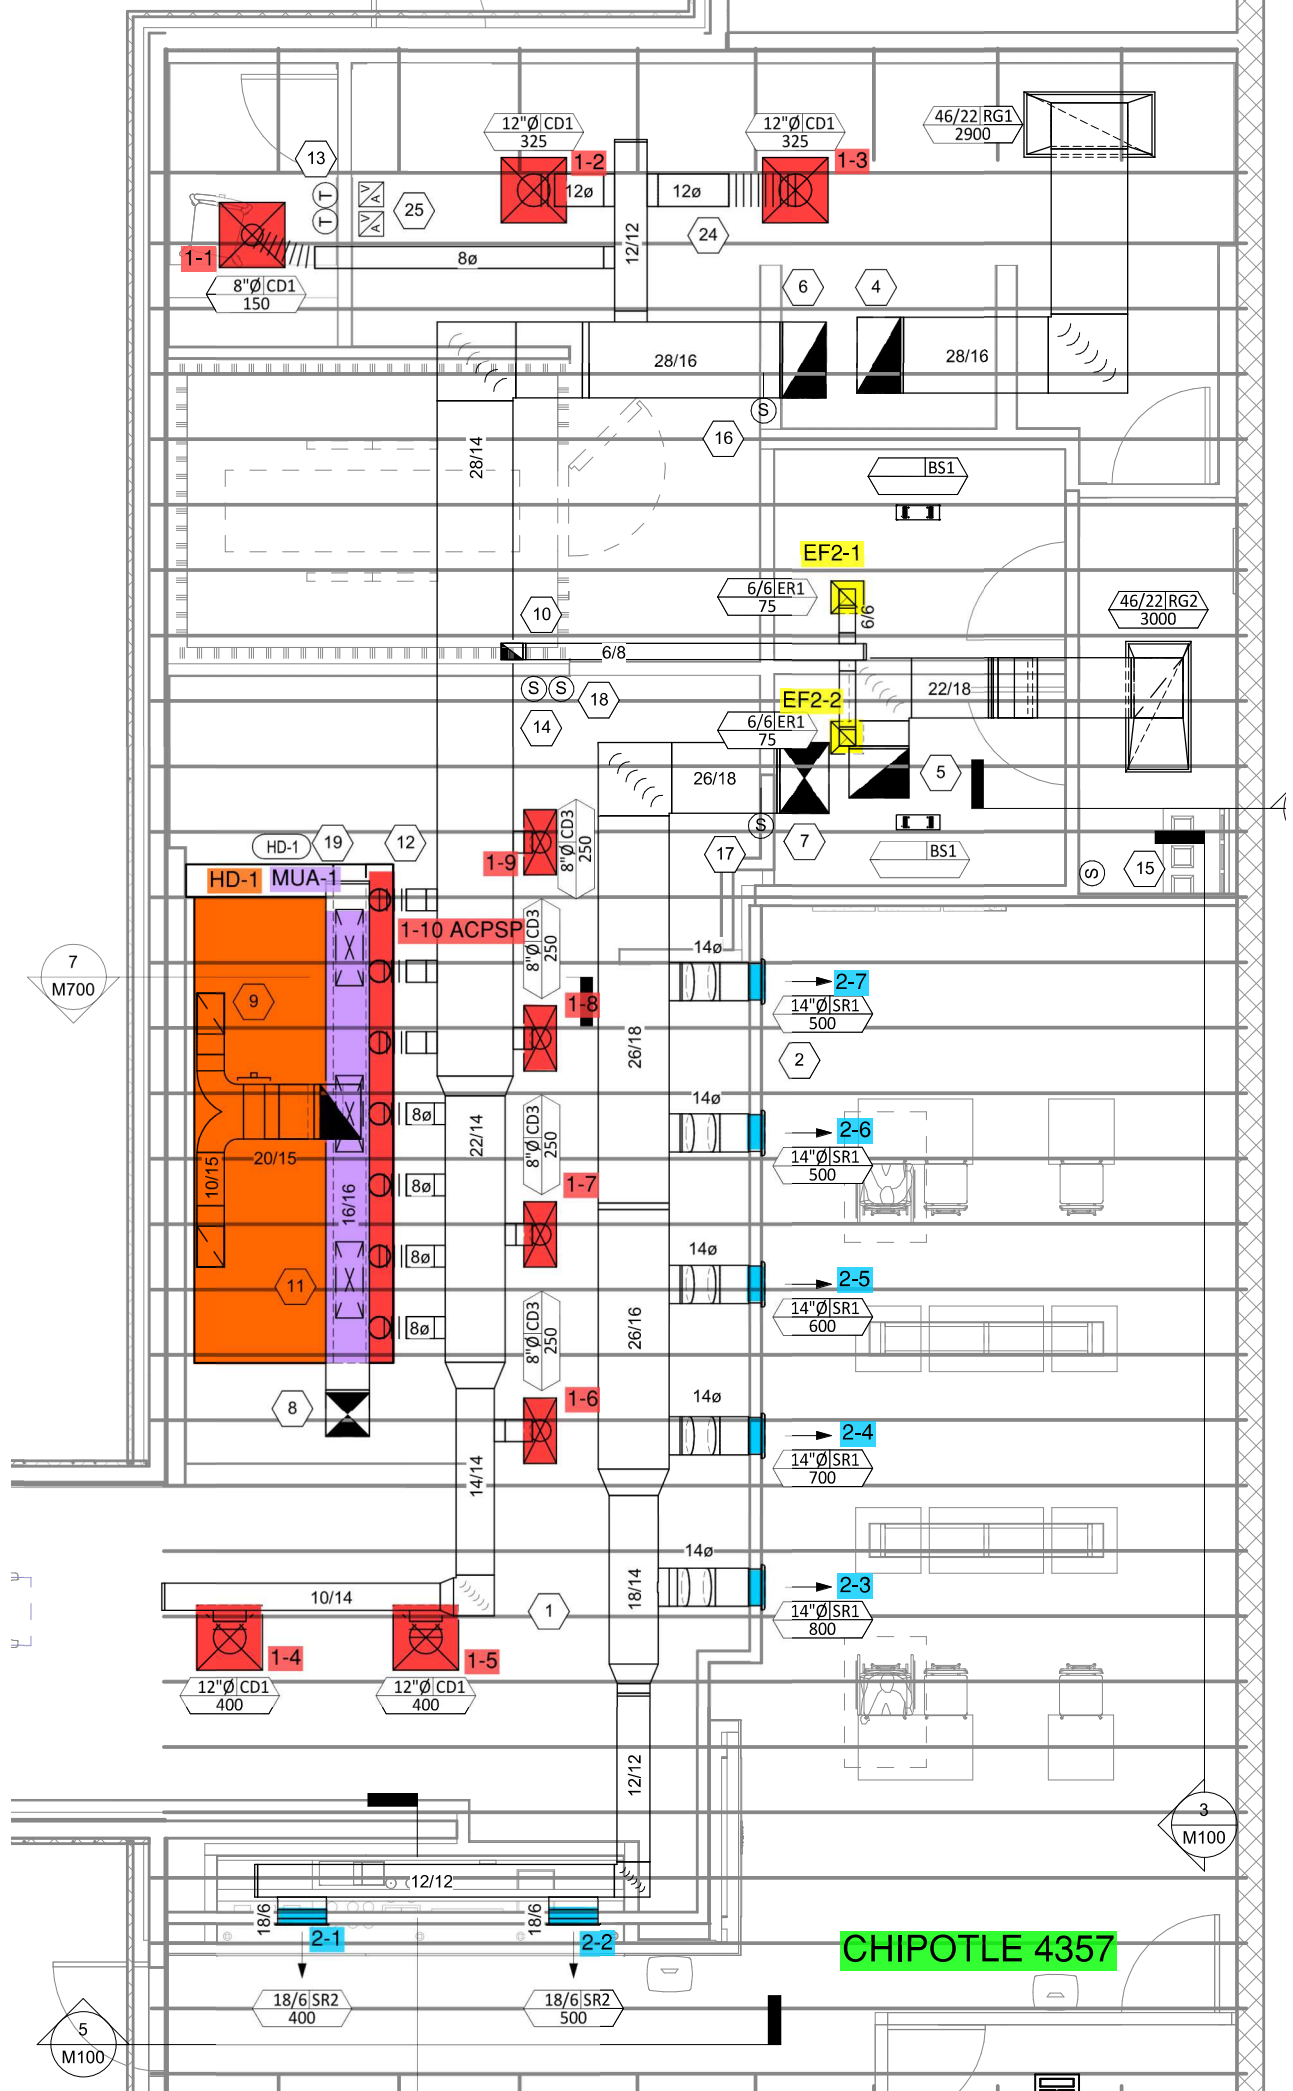 12"Ø CD1
325
12"Ø CD1
325
46/22 RG1
2900
13
1-2
1-3
T
T
A V
A V
25
12ø
12ø
24
12/12
1-1
8ø
8"Ø CD1
150
6
4
28/16
28/16
S
16
28/14
BS1
EF2-1
6/6 ER1
75
6/6
46/22 RG2
3000
10
6/8
S
S
18
14
EF2-2
6/6 ER1
75
22/18
26/18
5
S
7
17
BS1
S
15
HD-1
19
12
8"Ø CD3
250
1-9
HD-1
MUA-1
1-10 ACPSP
8"Ø CD3
250
14ø
7
M700
9
1-8
2-7
14"Ø SR1
500
26/18
2
14ø
8ø
22/14
8"Ø CD3
250
2-6
14"Ø SR1
500
20/15
10/15
8ø
1-7
16/16
14ø
8ø
11
2-5
14"Ø SR1
600
8ø
8"Ø CD3
250
26/16
1-6
14ø
8
2-4
14"Ø SR1
700
14/14
14ø
10/14
1
18/14
2-3
14"Ø SR1
800
1-4
1-5
12"Ø CD1
400
12"Ø CD1
400
12/12
3
M100
12/12
18/6
18/6
2-1
2-2
CHIPOTLE 4357
18/6 SR2
400
18/6 SR2
500
5
M100